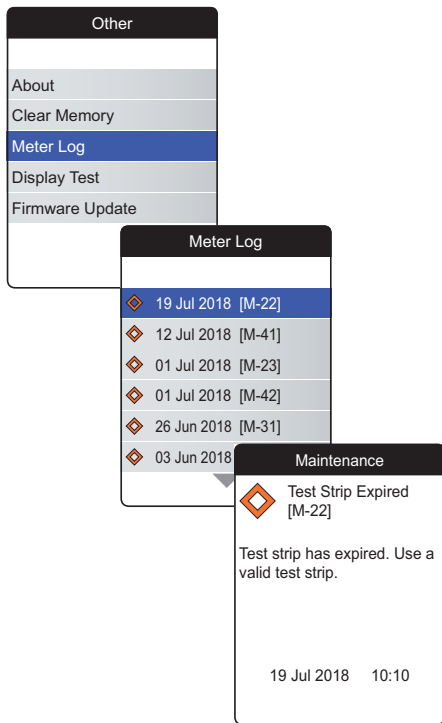 Other
About
Clear Memory
Meter Log
Display Test
Firmware Update
Meter Log
19 Jul 2018 [M-22]
12 Jul 2018 [M-41]
01 Jul 2018 [M-23]
01 Jul 2018 [M-42]
26 Jun 2018 [M-31]
03 Jun 2018
Maintenance
Test Strip Expired
[M-22]
Test strip has expired. Use a
valid test strip.
19 Jul 2018 10:10